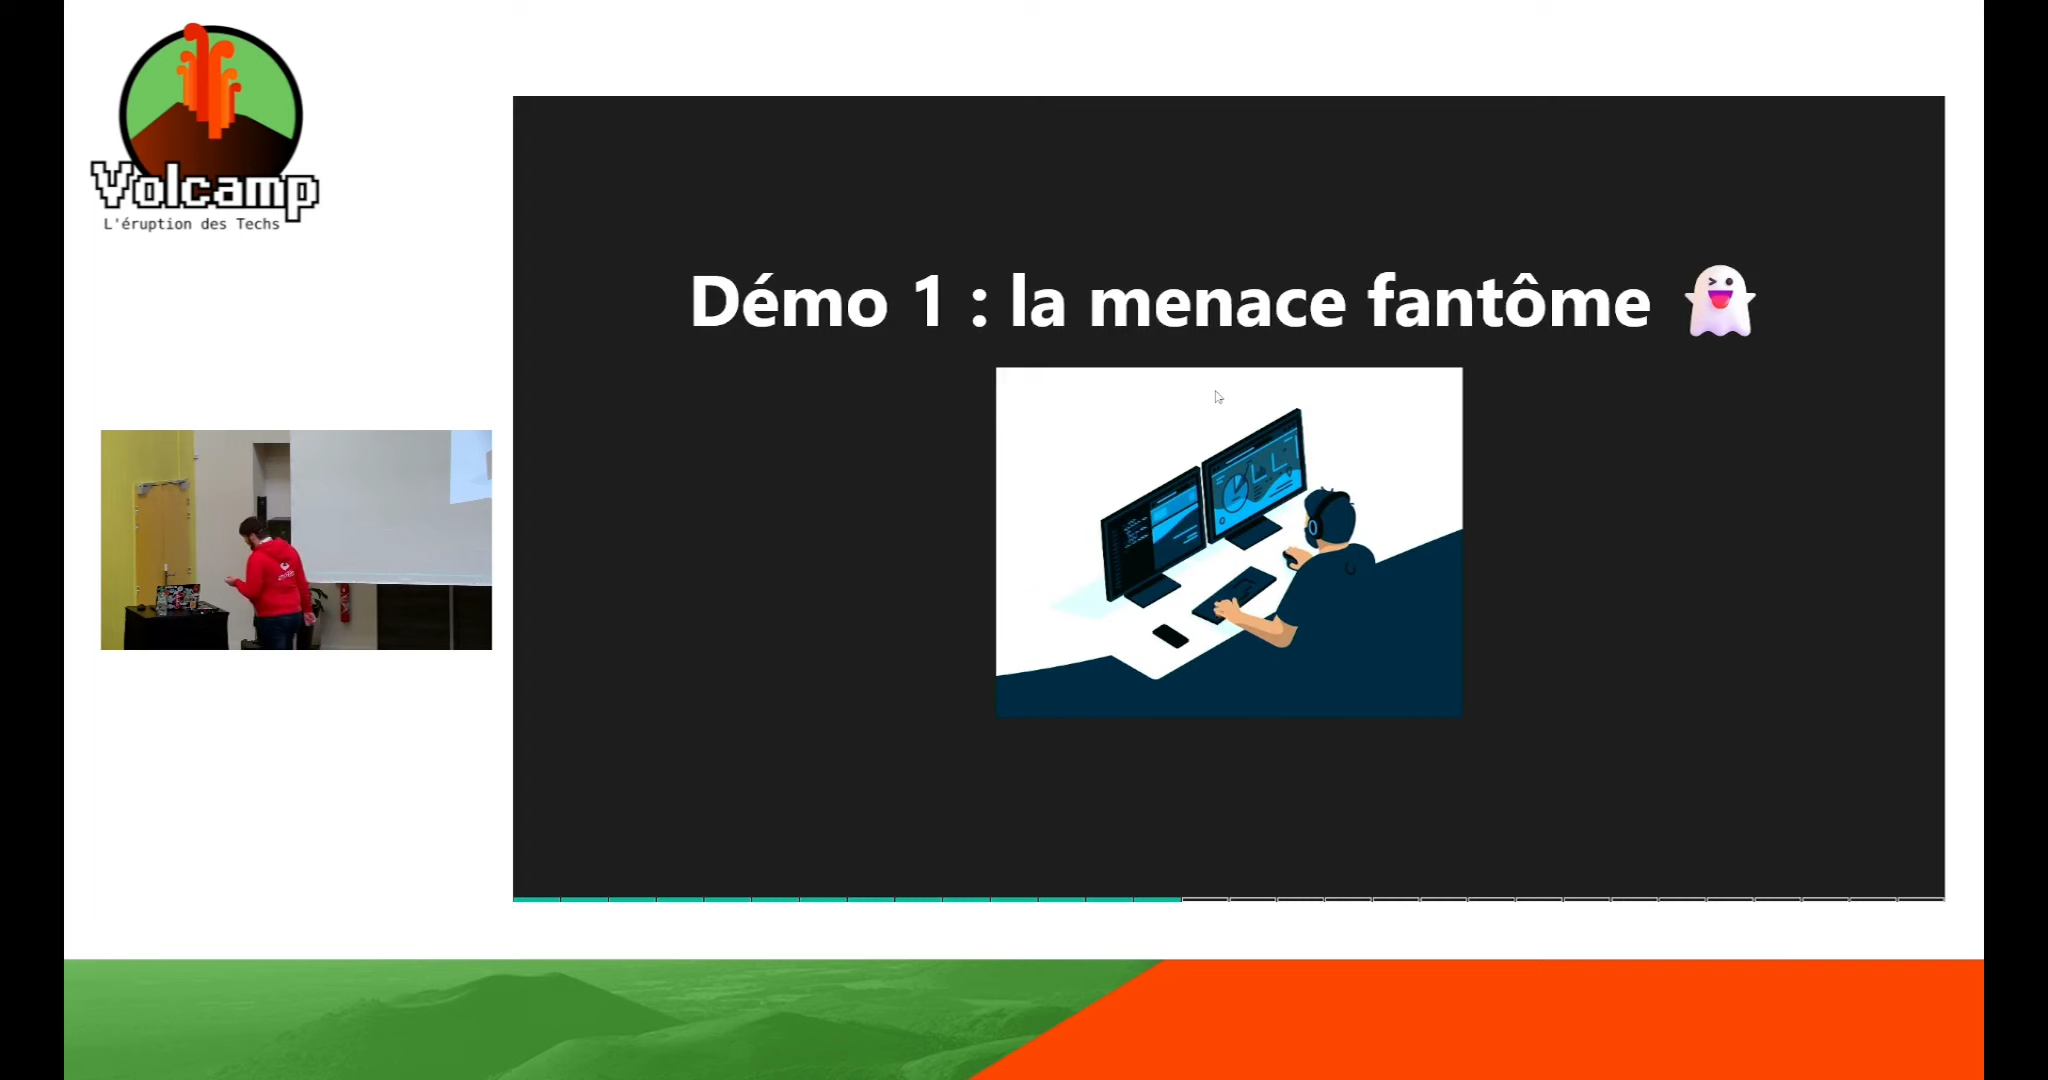 Volcamp
L'éruption des Techs
Démo 1 : la menace fantôme 👻